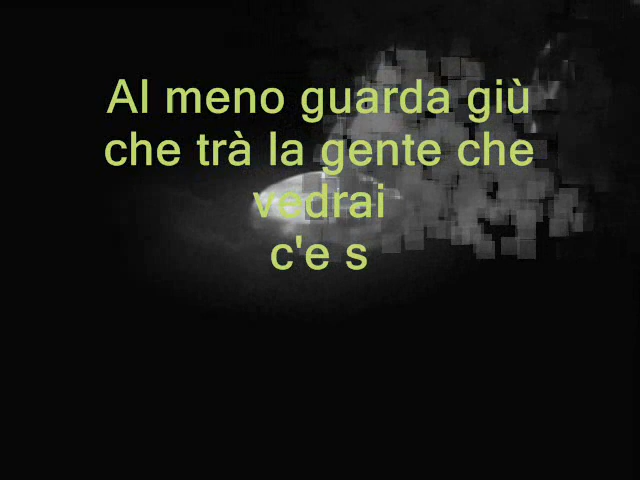 Al meno guarda giù
che trà la gente che
vedrai
c'e s